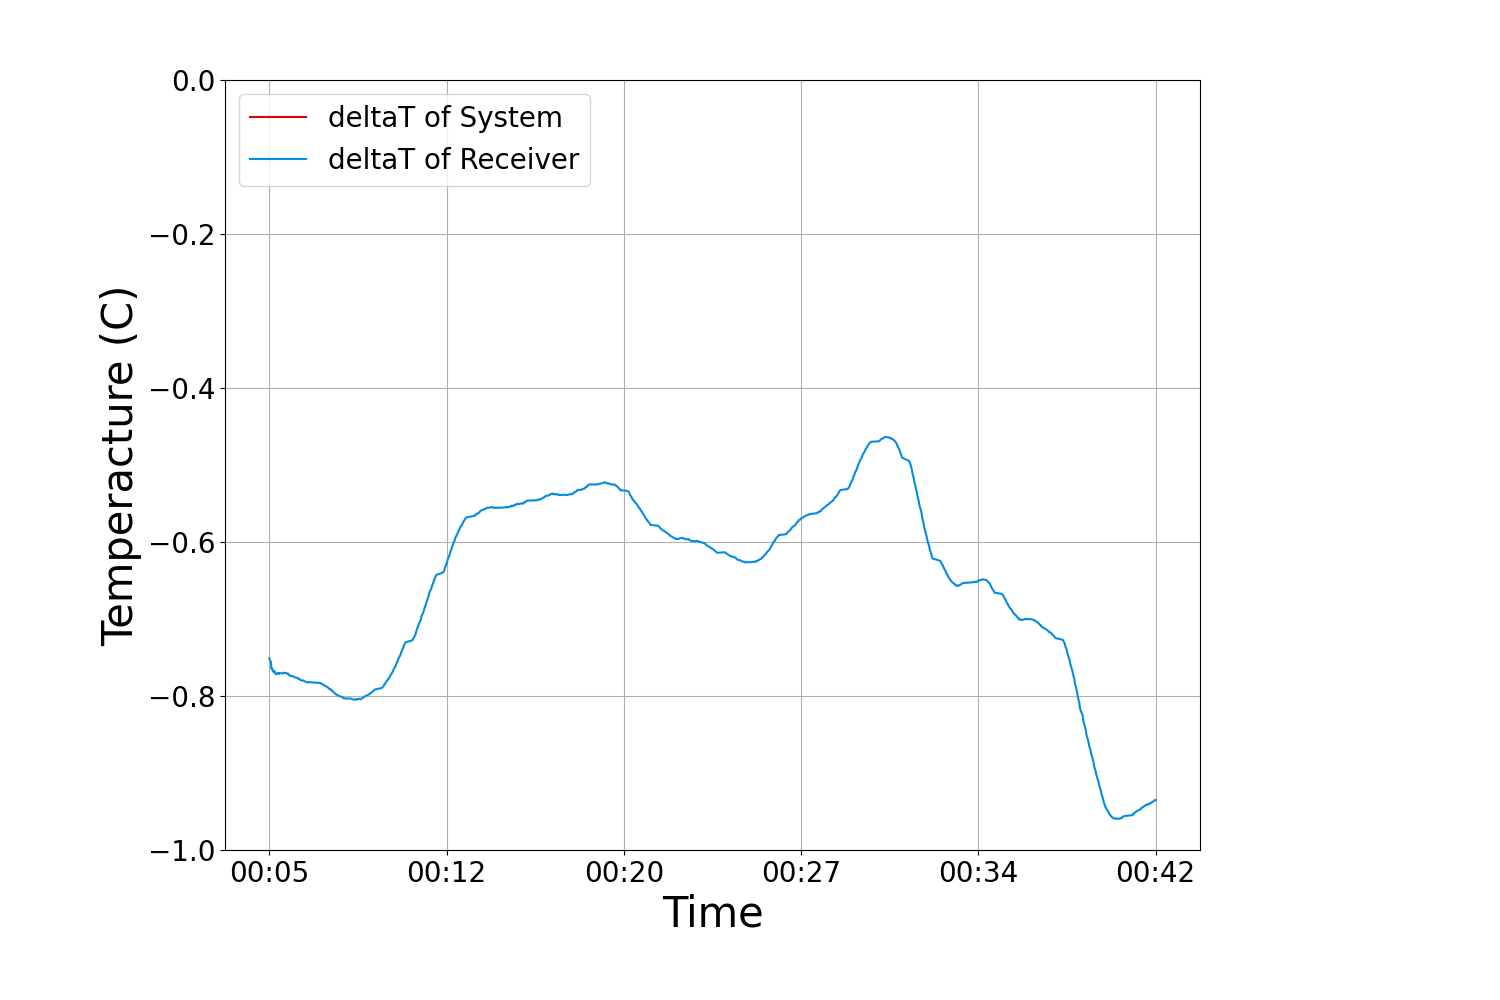 0.0
deltaT of System
deltaT of Receiver
−0.2
−0.4
−0.6
−0.8
−1.0
Temperacture (C)
00:05 00:12 00:20 00:27 00:34 00:42
Time